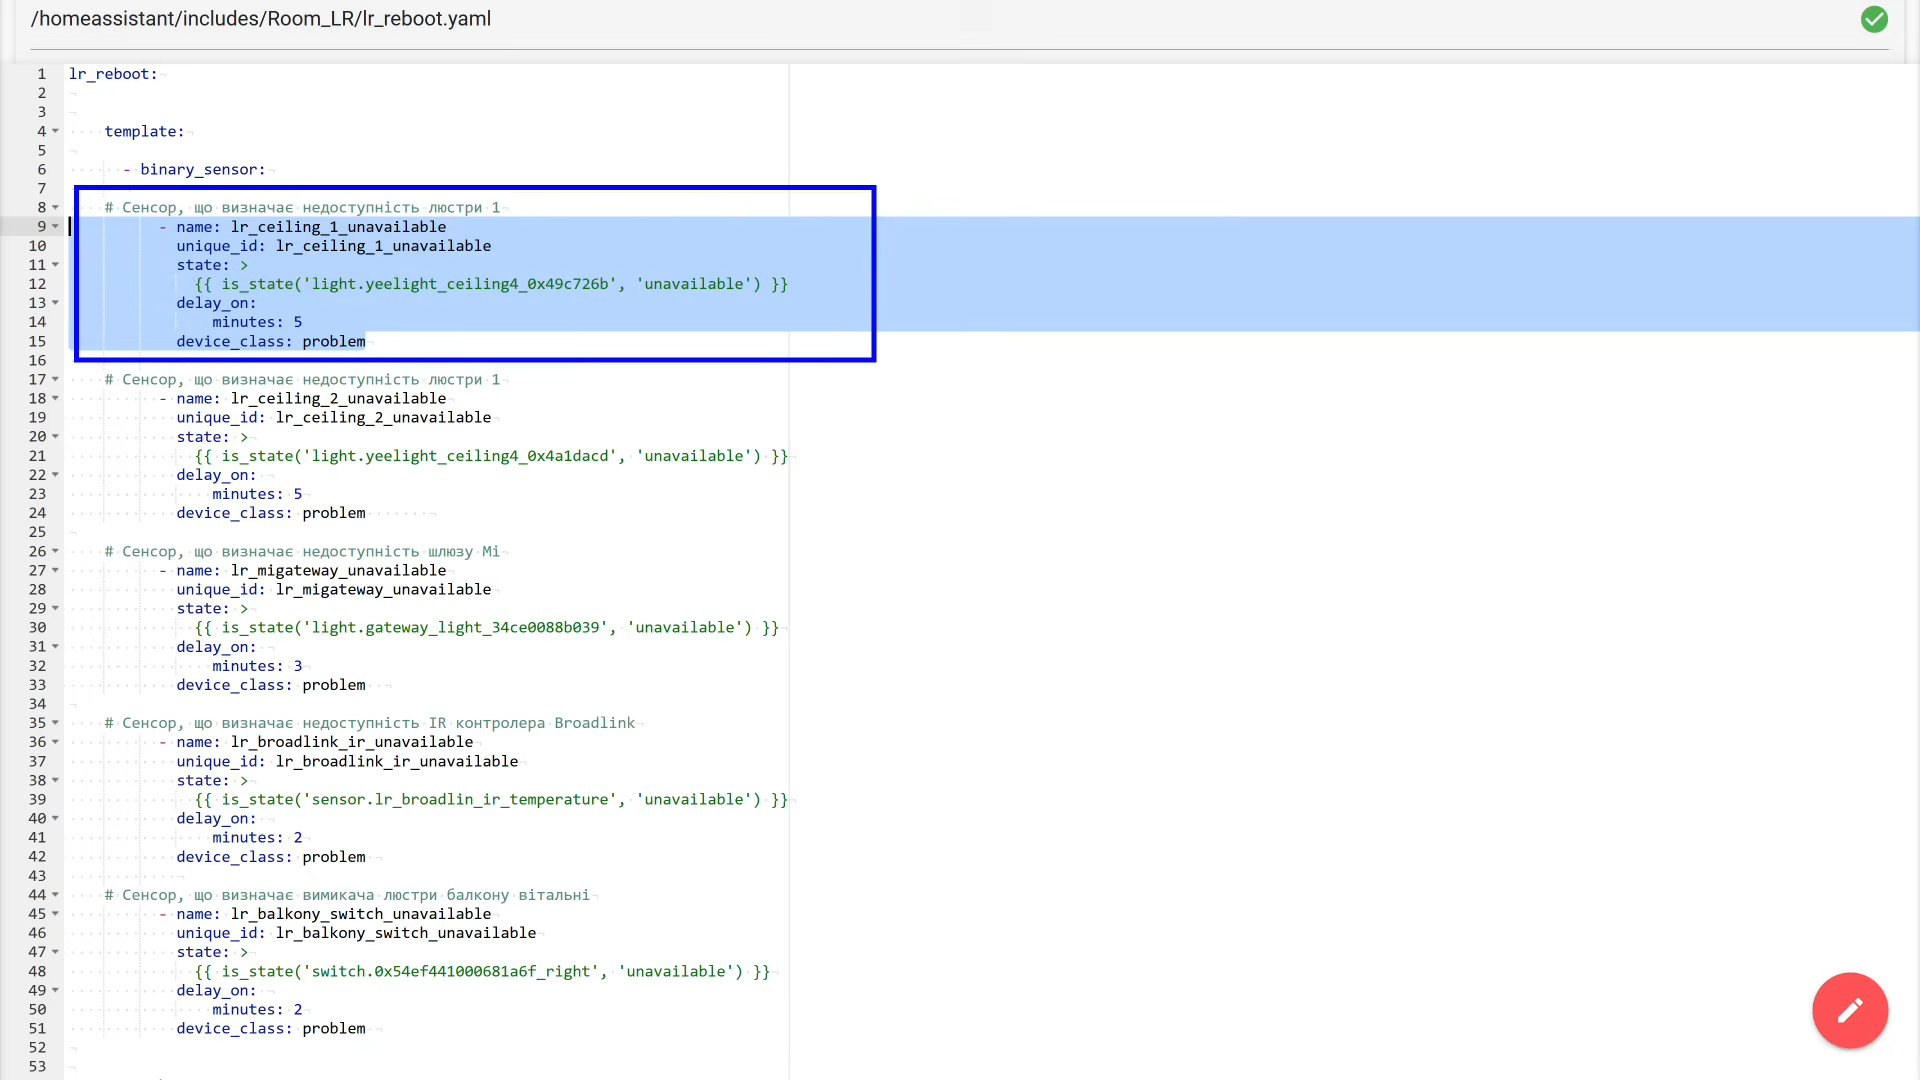 /homeassistant/includes/Room_LR/lr_reboot.yaml
1 lr_reboot:
2
3
4 template:
5
6 - binary_sensor:
7
8 # Сенсор, що визначає недоступність люстри 1
9 - name: lr_ceiling_1_unavailable
10 unique_id: lr_ceiling_1_unavailable
11 state: >
12 {{ is_state('light.yeelight_ceiling4_0x49c726b', 'unavailable') }}
13 delay_on:
14 minutes: 5
15 device_class: problem
16
17 # Сенсор, що визначає недоступність люстри 1
18 - name: lr_ceiling_2_unavailable
19 unique_id: lr_ceiling_2_unavailable
20 state: >
21 {{ is_state('light.yeelight_ceiling4_0x4a1dacd', 'unavailable') }}
22 delay_on:
23 minutes: 5
24 device_class: problem
25
26 # Сенсор, що визначає недоступність шлюзу Мі
27 - name: lr_migateway_unavailable
28 unique_id: lr_migateway_unavailable
29 state: >
30 {{ is_state('light.gateway_light_34ce0088b039', 'unavailable') }}
31 delay_on:
32 minutes: 3
33 device_class: problem
34
35 # Сенсор, що визначає недоступність IR контролера Broadlink
36 - name: lr_broadlink_ir_unavailable
37 unique_id: lr_broadlink_ir_unavailable
38 state: >
39 {{ is_state('sensor.lr_broadlin_ir_temperature', 'unavailable') }}
40 delay_on:
41 minutes: 2
42 device_class: problem
43
44 # Сенсор, що визначає вимикача люстри балкону вітальні
45 - name: lr_balkony_switch_unavailable
46 unique_id: lr_balkony_switch_unavailable
47 state: >
48 {{ is_state('switch.0x54ef441000681a6f_right', 'unavailable') }}
49 delay_on:
50 minutes: 2
51 device_class: problem
52
53